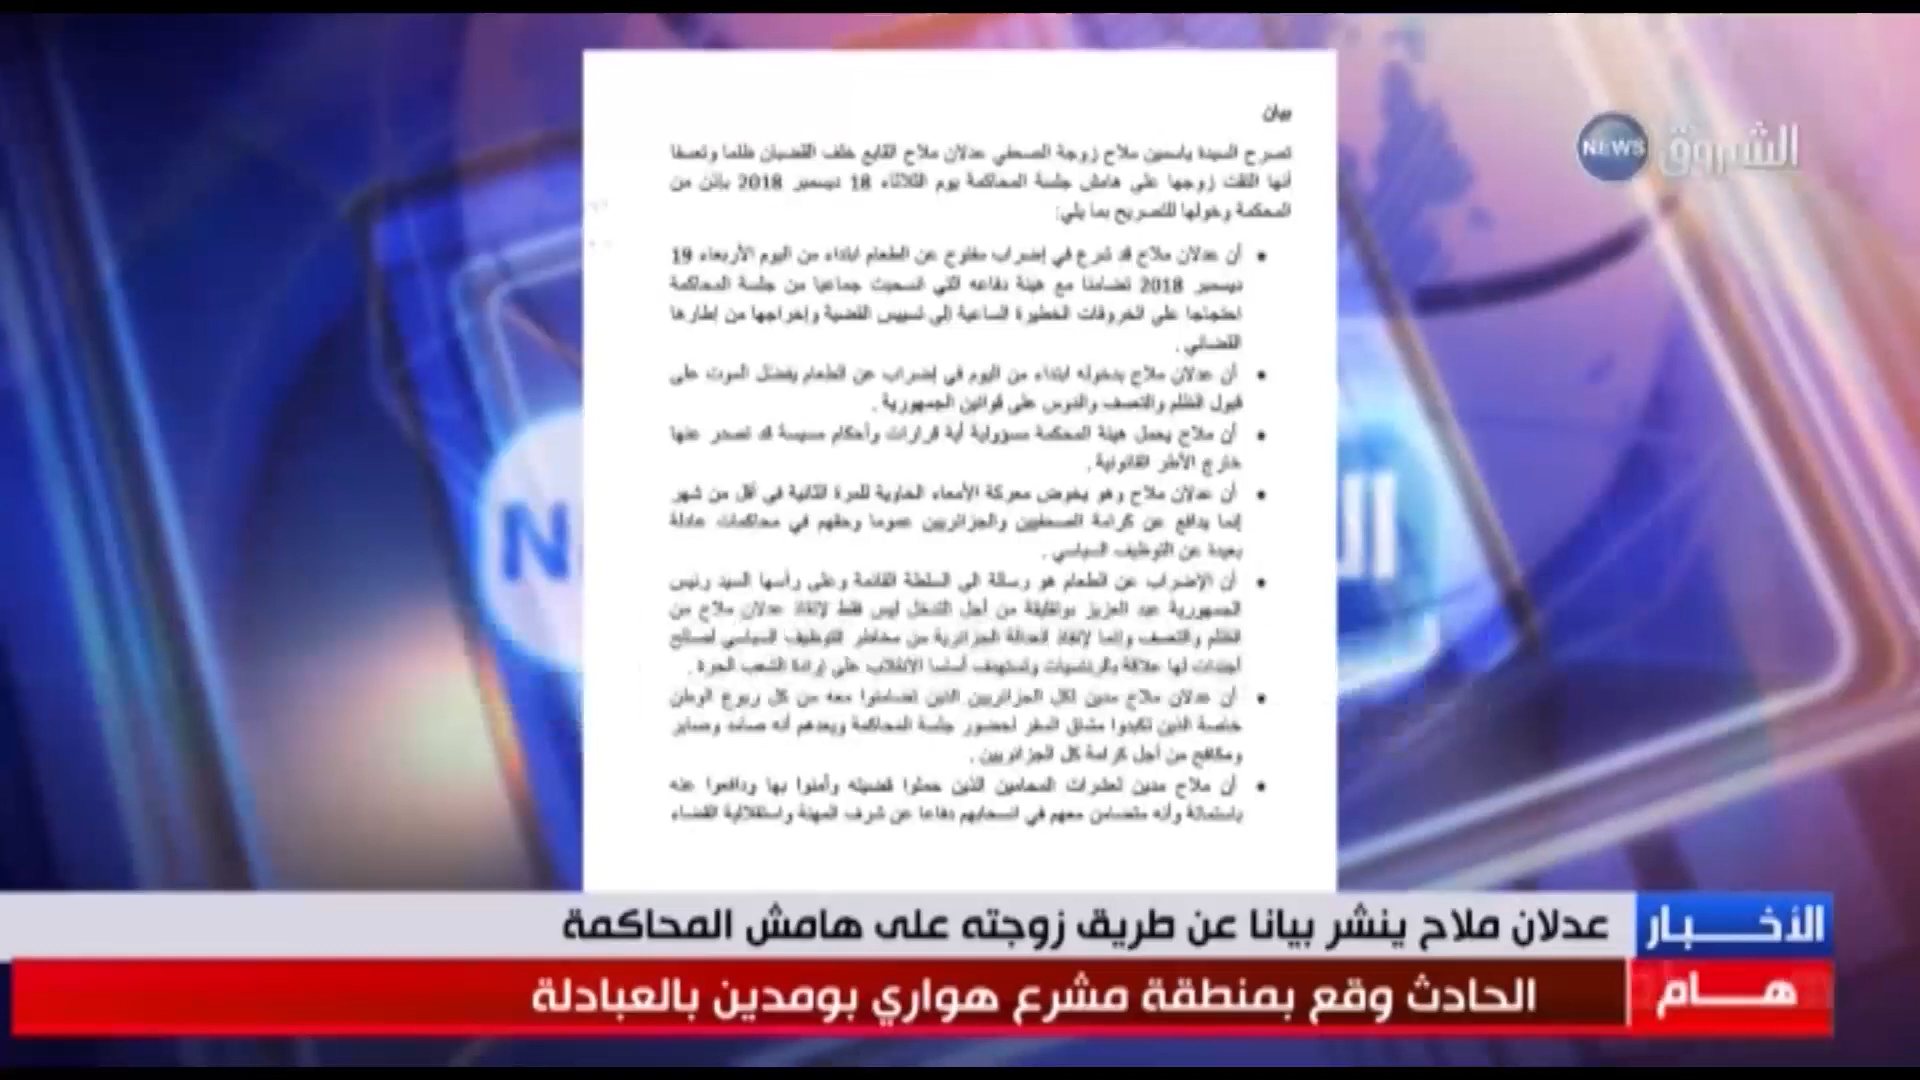 NEWS الشروق
بيان
تصرح السيدة ياسمين ملاح زوجة الصحفي عدلان ملاح القابع خلف القضبان ظلما وتعسفا
أنها التقت زوجها على هامش جلسة المحاكمة يوم الثلاثاء 18 ديسمبر 2018 بإذن من
المحكمة وخولها للتصريح بما يلي:
• أن عدلان ملاح قد شرع في إضراب مفتوح عن الطعام ابتداء من اليوم الأربعاء 19
ديسمبر 2018 تضامنا مع هيئة دفاعه التي انسحبت جماعيا من جلسة المحاكمة
احتجاجا على الخروقات الخطيرة الساعية إلى تسييس القضية وإخراجها من إطارها
القضائي .
• أن عدلان ملاح بدخوله ابتداء من اليوم في إضراب عن الطعام يفضل الموت على
قبول الظلم والتعسف والدوس على قوانين الجمهورية .
• أن ملاح يحمل هيئة المحكمة مسؤولية أية قرارات وأحكام مسيسة قد تصدر عنها
خارج الأطر القانونية .
• أن عدلان ملاح وهو يخوض معركة الأمعاء الخاوية للمرة الثانية في أقل من شهر
إنما يدافع عن كرامة الصحفيين والجزائريين عموما وحقهم في محاكمات عادلة
بعيدة عن التوظيف السياسي .
• أن الإضراب عن الطعام هو رسالة الى السلطة القائمة وعلى رأسها السيد رئيس
الجمهورية عبد العزيز بوتفليقة من أجل التدخل ليس فقط لإنقاذ عدلان ملاح من
الظلم والتعسف وإنما لإنقاذ العدالة الجزائرية من مخاطر التوظيف السياسي لصالح
أجندات لها علاقة بالرئاسيات وتستهدف أساسا الانقلاب على إرادة الشعب الحرة .
• أن عدلان ملاح مدين لكل الجزائريين الذين تضامنوا معه من كل ربوع الوطن
خاصة الذين تكبدوا مشاق السفر لحضور جلسة المحاكمة ويعدهم أنه صامد وصابر
ومكافح من أجل كرامة كل الجزائريين .
• أن ملاح مدين لعشرات المحامين الذين حملوا قضيته وأمنوا بها ودافعوا عنه
باستماتة وأنه متضامن معهم في انسحابهم دفاعا عن شرف المهنة واستقلالية القضاء
الأخبار عدلان ملاح ينشر بيانا عن طريق زوجته على هامش المحاكمة
هام الحادث وقع بمنطقة مشرع هواري بومدين بالعبادلة